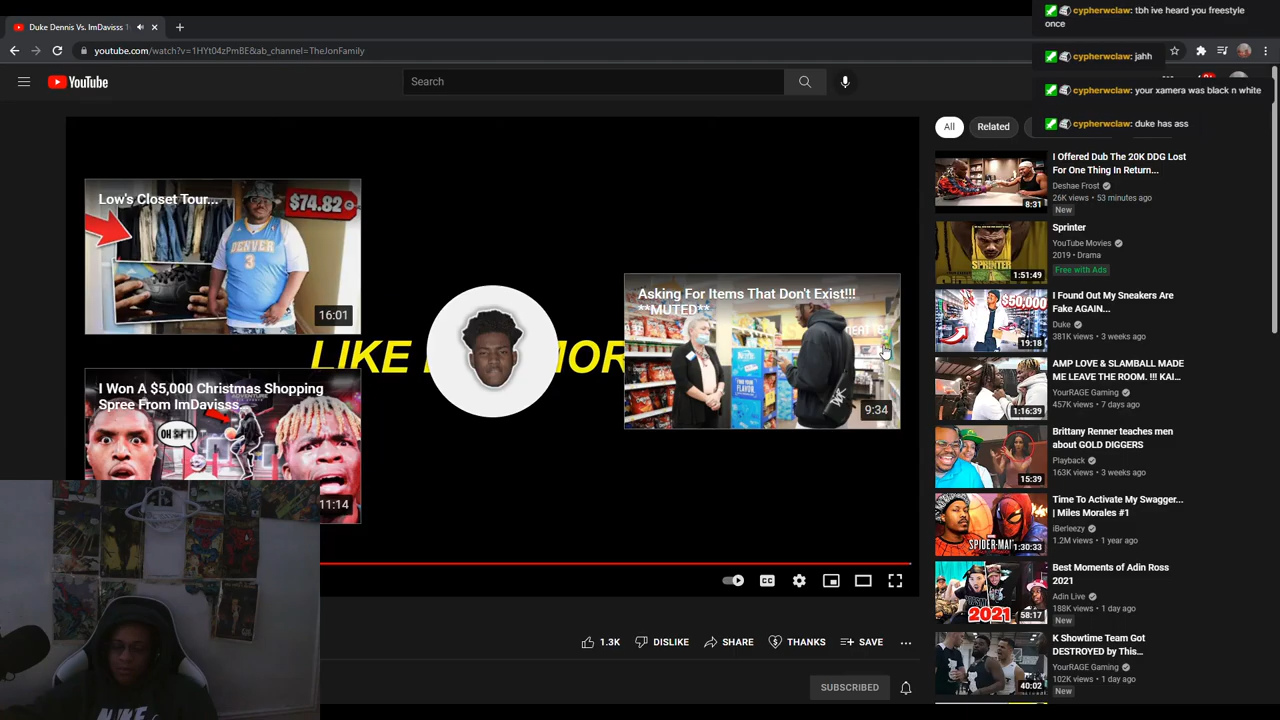 Duke Dennis Vs. ImDavisss 1
youtube.com/watch?v=1HYt04zPmBE&ab_channel=TheJonFamily
cypherwclaw: tbh ive heard you freestyle
once
cypherwclaw: jahh
cypherwclaw: your xamera was black n white
cypherwclaw: duke has ass
YouTube
Search
All
Related
Low's Closet Tour...
$74.82
DENVER
3
16:01
I Won A $5,000 Christmas Shopping
Spree From ImDavisss
11:14
LIKE
MOR
Asking For Items That Don't Exist!!!
**MUTED**
9:34
1.3K
DISLIKE
SHARE
THANKS
SAVE
SUBSCRIBED
I Offered Dub The 20K DDG Lost
For One Thing In Return...
Deshae Frost
26K views • 53 minutes ago
New
8:31
Sprinter
YouTube Movies
2019 • Drama
Free with Ads
SPRINTER
1:51:49
I Found Out My Sneakers Are
Fake AGAIN...
Duke
381K views • 3 weeks ago
$50,000
19:18
AMP LOVE & SLAMBALL MADE
ME LEAVE THE ROOM. !!! KAI...
YourRAGE Gaming
457K views • 7 days ago
1:16:39
Brittany Renner teaches men
about GOLD DIGGERS
Playback
163K views • 3 weeks ago
15:39
Time To Activate My Swagger...
| Miles Morales #1
iBerleezy
1.2M views • 1 year ago
SPIDER-MAN
1:30:33
Best Moments of Adin Ross
2021
Adin Live
188K views • 1 day ago
New
2021
58:17
K Showtime Team Got
DESTROYED by This...
YourRAGE Gaming
102K views • 1 day ago
New
40:02